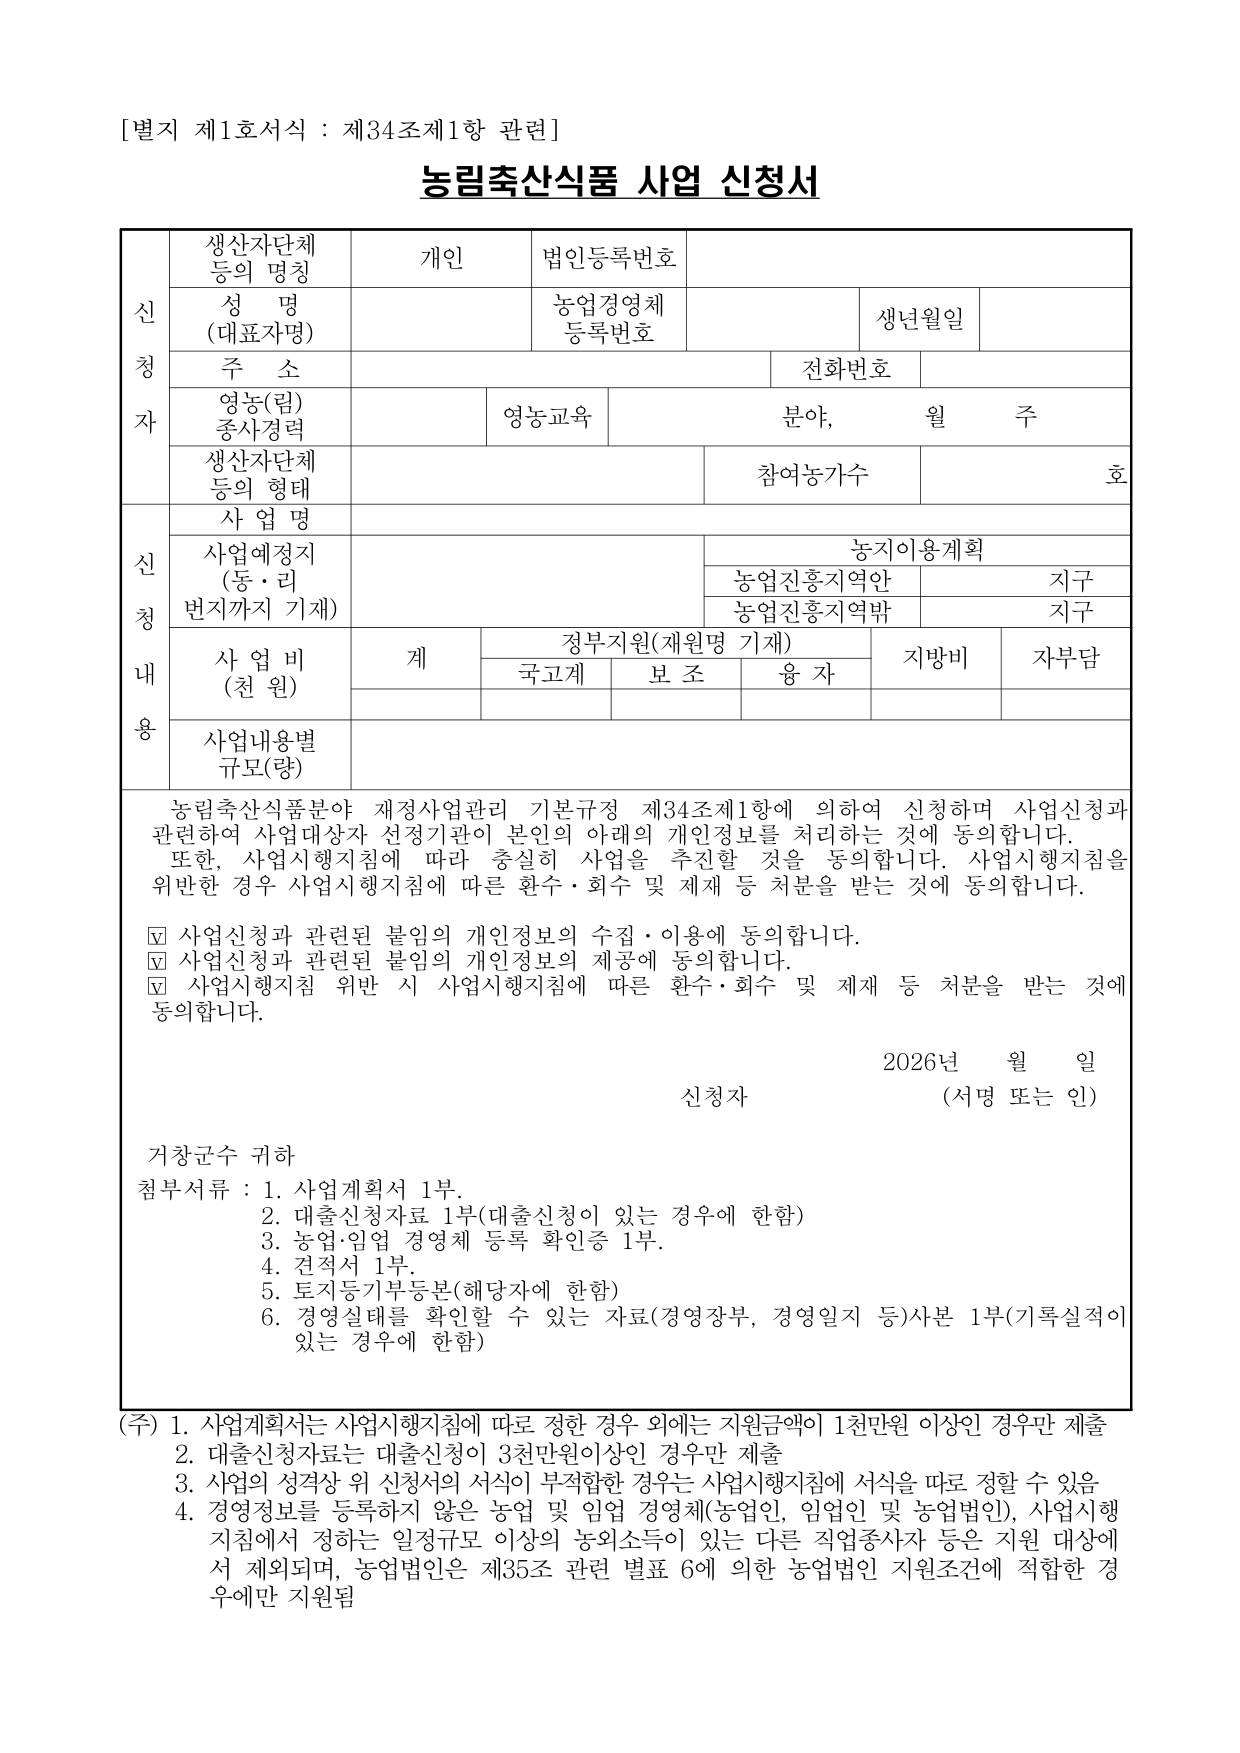 [별지 제1호서식 : 제34조제1항 관련]
농림축산식품 사업 신청서
신청자
생산자단체
등의 명칭
개인
법인등록번호
성 명
(대표자명)
농업경영체
등록번호
생년월일
주 소
전화번호
영농(림)
종사경력
영농교육
분야, 월 주
생산자단체
등의 형태
참여농가수
호
신청내용
사 업 명
사업예정지
(동·리
번지까지 기재)
농지이용계획
농업진흥지역안
지구
농업진흥지역밖
지구
사 업 비
(천 원)
계
정부지원(재원명 기재)
국고계
보 조
융 자
지방비
자부담
사업내용별
규모(량)
농림축산식품분야 재정사업관리 기본규정 제34조제1항에 의하여 신청하며 사업신청과
관련하여 사업대상자 선정기관이 본인의 아래의 개인정보를 처리하는 것에 동의합니다.
또한, 사업시행지침에 따라 충실히 사업을 추진할 것을 동의합니다. 사업시행지침을
위반한 경우 사업시행지침에 따른 환수·회수 및 제재 등 처분을 받는 것에 동의합니다.
☑ 사업신청과 관련된 붙임의 개인정보의 수집·이용에 동의합니다.
☑ 사업신청과 관련된 붙임의 개인정보의 제공에 동의합니다.
☑ 사업시행지침 위반 시 사업시행지침에 따른 환수·회수 및 제재 등 처분을 받는 것에
동의합니다.
2026년 월 일
신청자 (서명 또는 인)
거창군수 귀하
첨부서류 : 1. 사업계획서 1부.
2. 대출신청자료 1부(대출신청이 있는 경우에 한함)
3. 농업·임업 경영체 등록 확인증 1부.
4. 견적서 1부.
5. 토지등기부등본(해당자에 한함)
6. 경영실태를 확인할 수 있는 자료(경영장부, 경영일지 등)사본 1부(기록실적이
있는 경우에 한함)
(주) 1. 사업계획서는 사업시행지침에 따로 정한 경우 외에는 지원금액이 1천만원 이상인 경우만 제출
2. 대출신청자료는 대출신청이 3천만원이상인 경우만 제출
3. 사업의 성격상 위 신청서의 서식이 부적합한 경우는 사업시행지침에 서식을 따로 정할 수 있음
4. 경영정보를 등록하지 않은 농업 및 임업 경영체(농업인, 임업인 및 농업법인), 사업시행
지침에서 정하는 일정규모 이상의 농외소득이 있는 다른 직업종사자 등은 지원 대상에
서 제외되며, 농업법인은 제35조 관련 별표 6에 의한 농업법인 지원조건에 적합한 경
우에만 지원됨